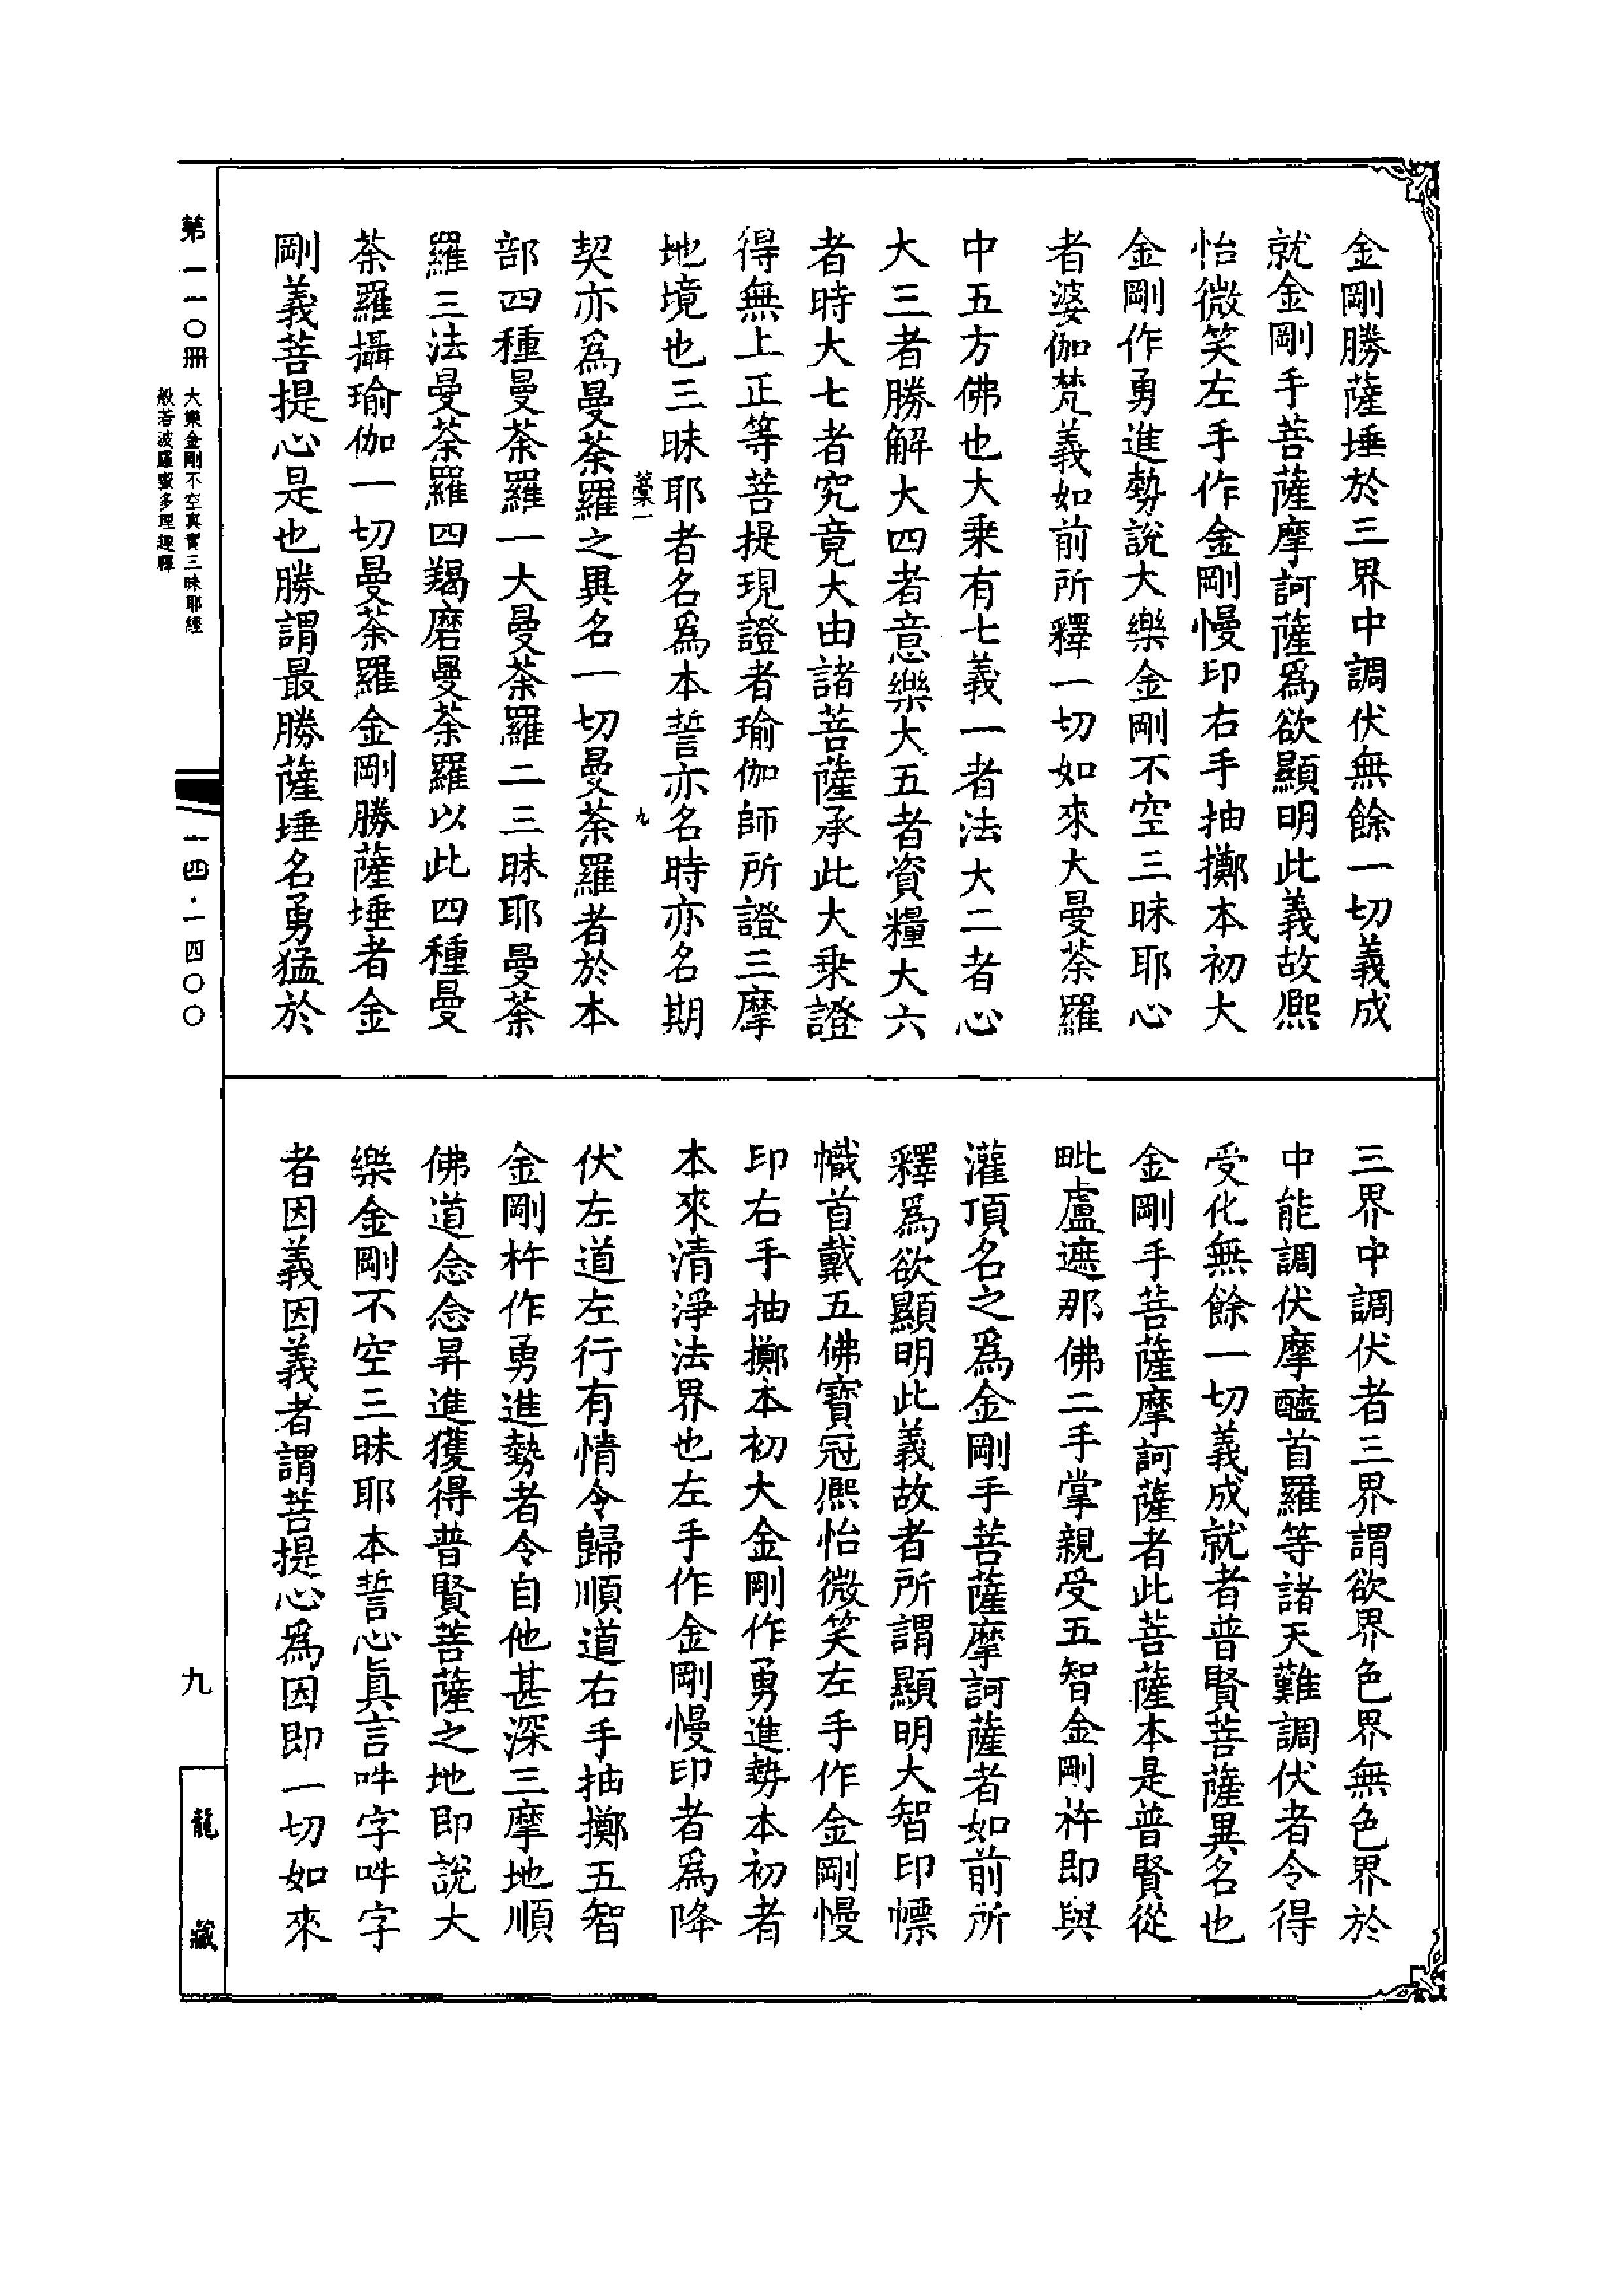 金剛勝薩埵於三界中調伏無餘一切義成
就金剛手菩薩摩訶薩爲欲顯明此義故熈
怡微笑左手作金剛慢印右手抽擲本初大
金剛作勇進勢說大樂金剛不空三昧耶心
者婆伽梵義如前所釋一切如來大曼荼羅
中五方佛也大乗有七義一者法大二者心
大三者勝解大四者意樂大五者資糧大六
者時大七者究竟大由諸菩薩承此大乗證
得無上正等菩提現證者瑜伽師所證三摩
地境也三昧耶者名爲本誓亦名時亦名期
九
契亦爲曼荼羅之異名一切曼荼羅者於本
部四種曼荼羅一大曼荼羅二三昧耶曼荼
羅三法曼荼羅四羯磨曼荼羅以此四種曼
荼羅攝瑜伽一切曼荼羅金剛勝薩埵者金
剛義菩提心是也勝謂最勝薩埵名勇猛於
三界中調伏者三界謂欲界色界無色界於
中能調伏摩醯首羅等諸天難調伏者令得
受化無餘一切義成就者普賢菩薩異名也
金剛手菩薩摩訶薩者此菩薩本是普賢從
毗盧遮那佛二手掌親受五智金剛杵即與
灌頂名之爲金剛手菩薩摩訶薩者如前所
釋爲欲顯明此義故者所謂顯明大智印幖
幟首戴五佛寶冠熈怡微笑左手作金剛慢
印右手抽擲本初大金剛作勇進勢本初者
本來清淨法界也左手作金剛慢印者爲降
伏左道左行有情令歸順道右手抽擲五智
金剛杵作勇進勢者令自他甚深三摩地順
佛道念念昇進獲得普賢菩薩之地即說大
樂金剛不空三昧耶本誓心眞言吽字吽字
者因義因義者謂菩提心爲因即一切如來
第一一〇冊
大樂金剛不空真實三昧耶經
般若波羅蜜多理趣釋
一四·一四〇〇
九
龍藏